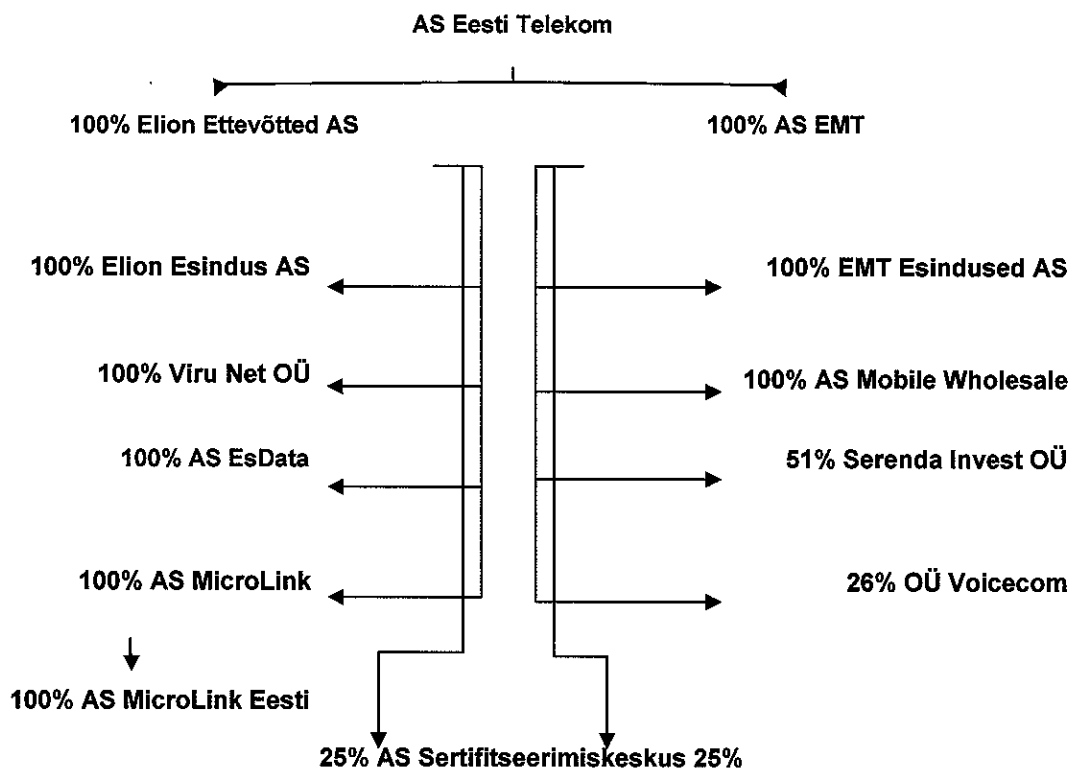 AS Eesti Telekom
100% Elion Ettevõtted AS
100% AS EMT
100% Elion Esindus AS
100% EMT Esindused AS
100% Viru Net OÜ
100% AS Mobile Wholesale
100% AS EsData
51% Serenda Invest OÜ
100% AS MicroLink
26% OÜ Voicecom
100% AS MicroLink Eesti
25% AS Sertifitseerimiskeskus 25%